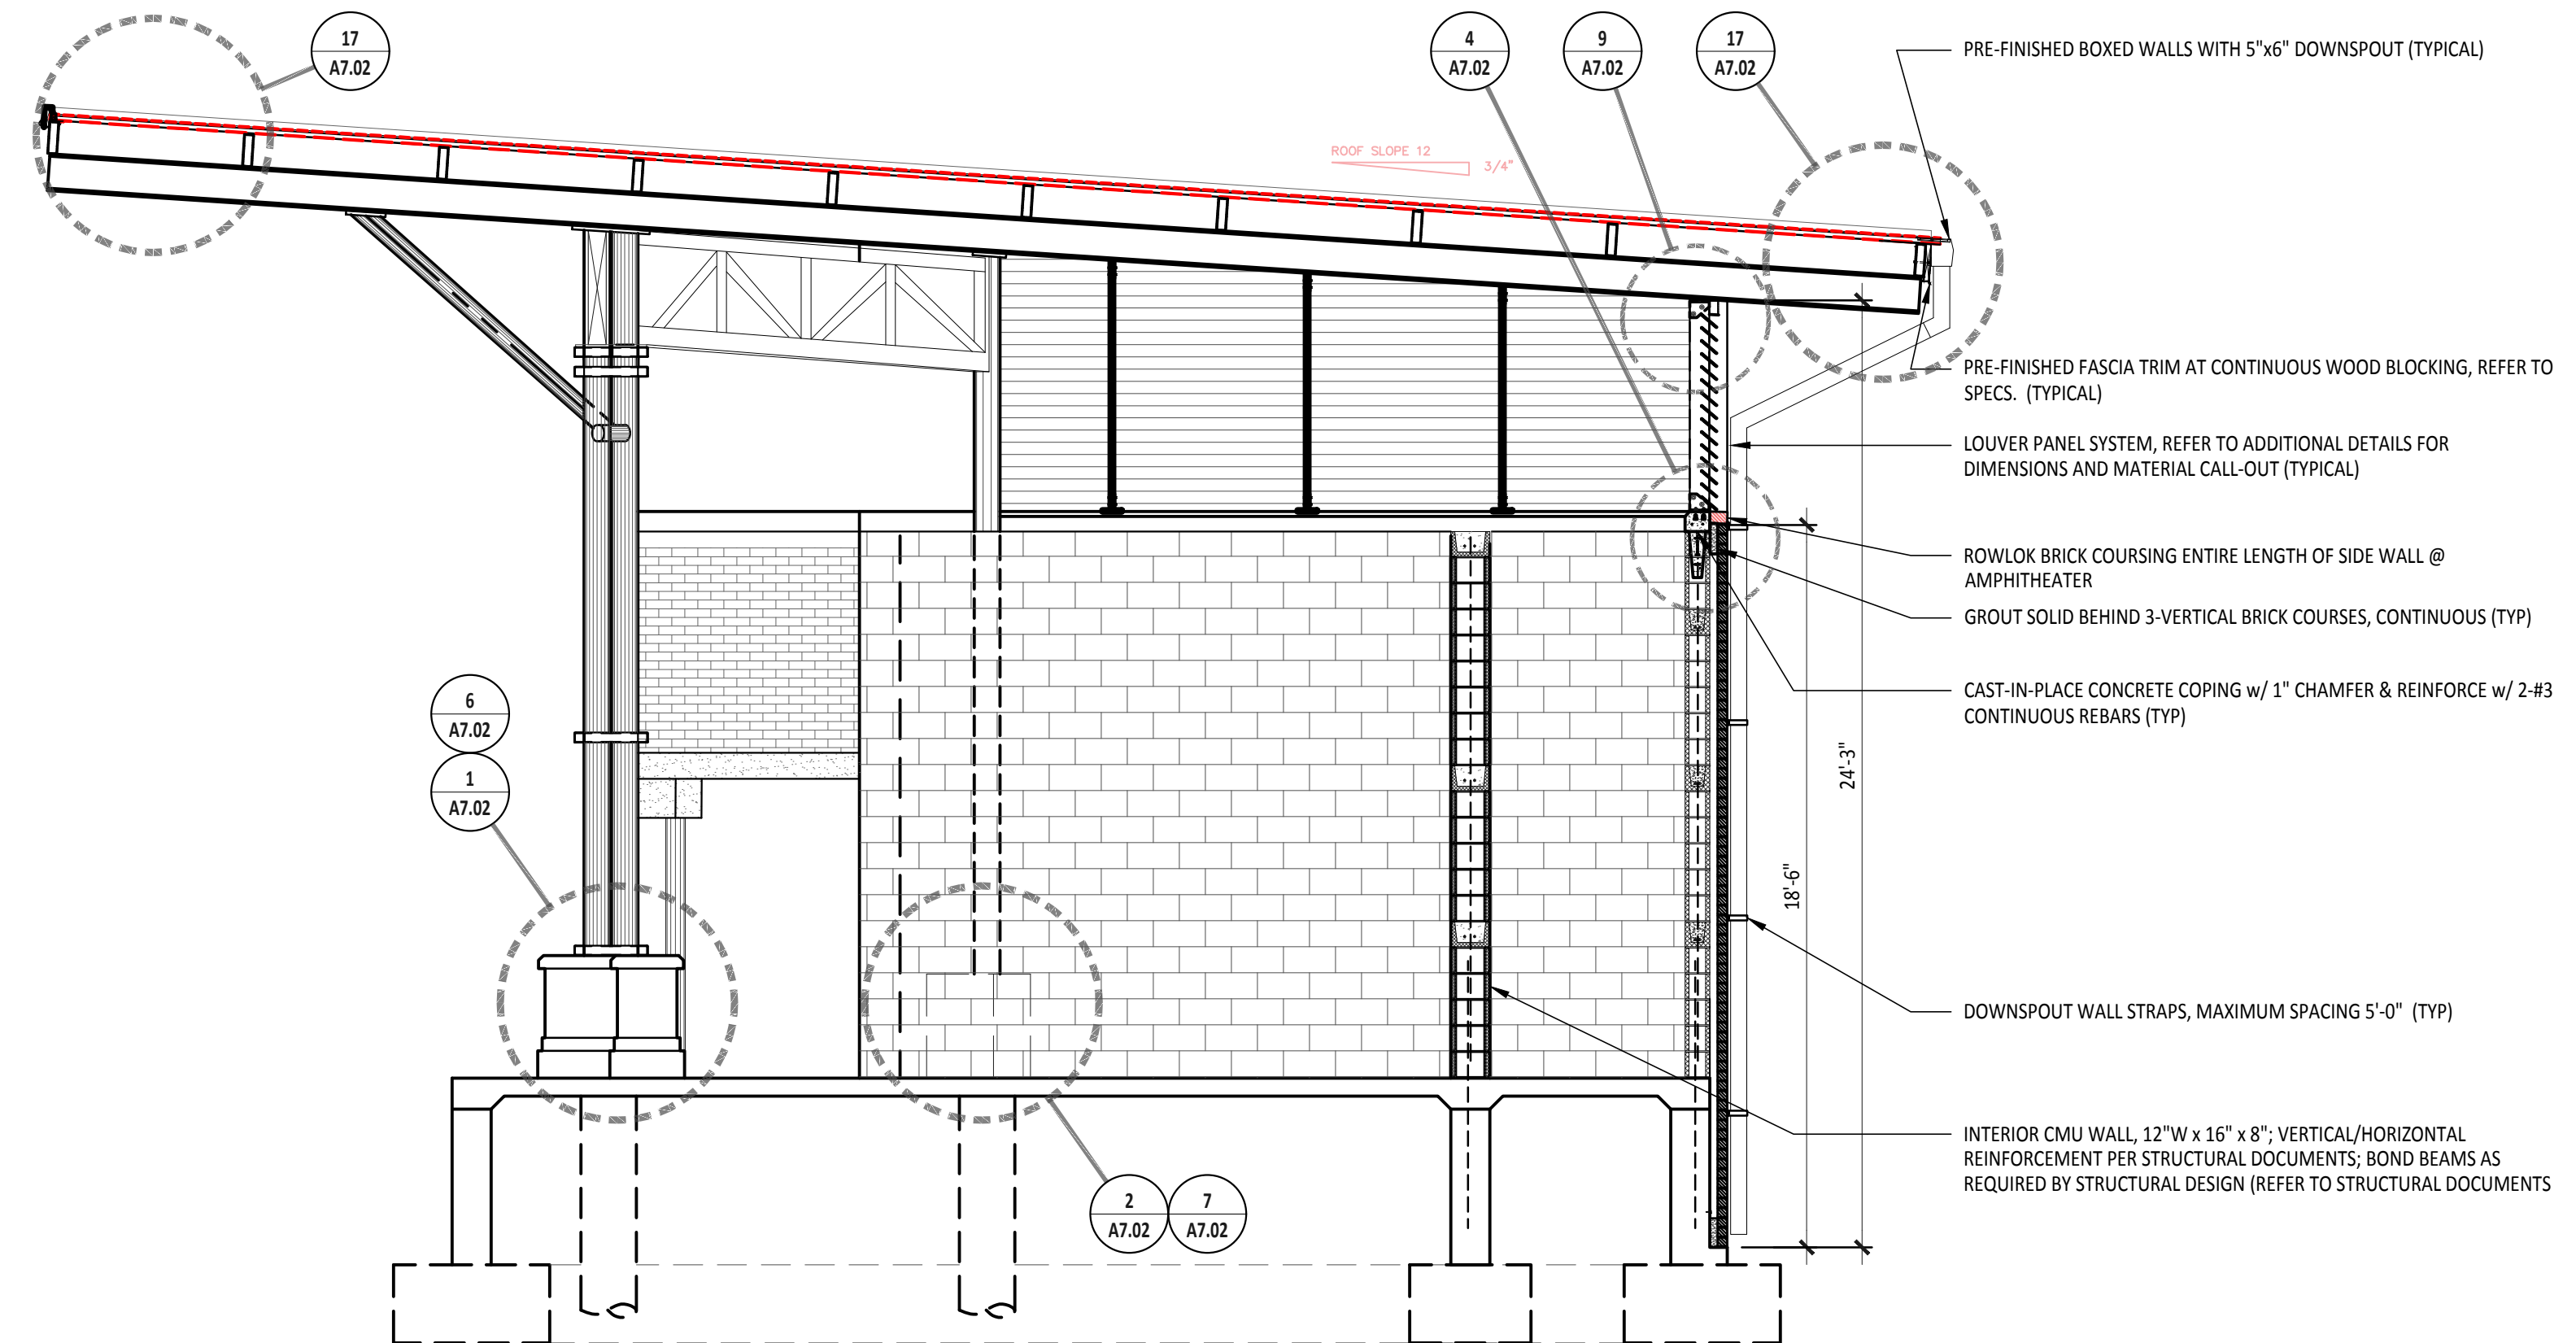 17
A7.02
4
A7.02
9
A7.02
17
A7.02
PRE-FINISHED BOXED WALLS WITH 5"x6" DOWNSPOUT (TYPICAL)
ROOF SLOPE 12
3/4"
PRE-FINISHED FASCIA TRIM AT CONTINUOUS WOOD BLOCKING, REFER TO
SPECS. (TYPICAL)
LOUVER PANEL SYSTEM, REFER TO ADDITIONAL DETAILS FOR
DIMENSIONS AND MATERIAL CALL-OUT (TYPICAL)
ROWLOK BRICK COURSING ENTIRE LENGTH OF SIDE WALL @
AMPHITHEATER
GROUT SOLID BEHIND 3-VERTICAL BRICK COURSES, CONTINUOUS (TYP)
CAST-IN-PLACE CONCRETE COPING w/ 1" CHAMFER & REINFORCE w/ 2-#3
CONTINUOUS REBARS (TYP)
6
A7.02
1
A7.02
24'-3"
18'-6"
DOWNSPOUT WALL STRAPS, MAXIMUM SPACING 5'-0" (TYP)
INTERIOR CMU WALL, 12"W x 16" x 8"; VERTICAL/HORIZONTAL
REINFORCEMENT PER STRUCTURAL DOCUMENTS; BOND BEAMS AS
REQUIRED BY STRUCTURAL DESIGN (REFER TO STRUCTURAL DOCUMENTS
2
A7.02
7
A7.02